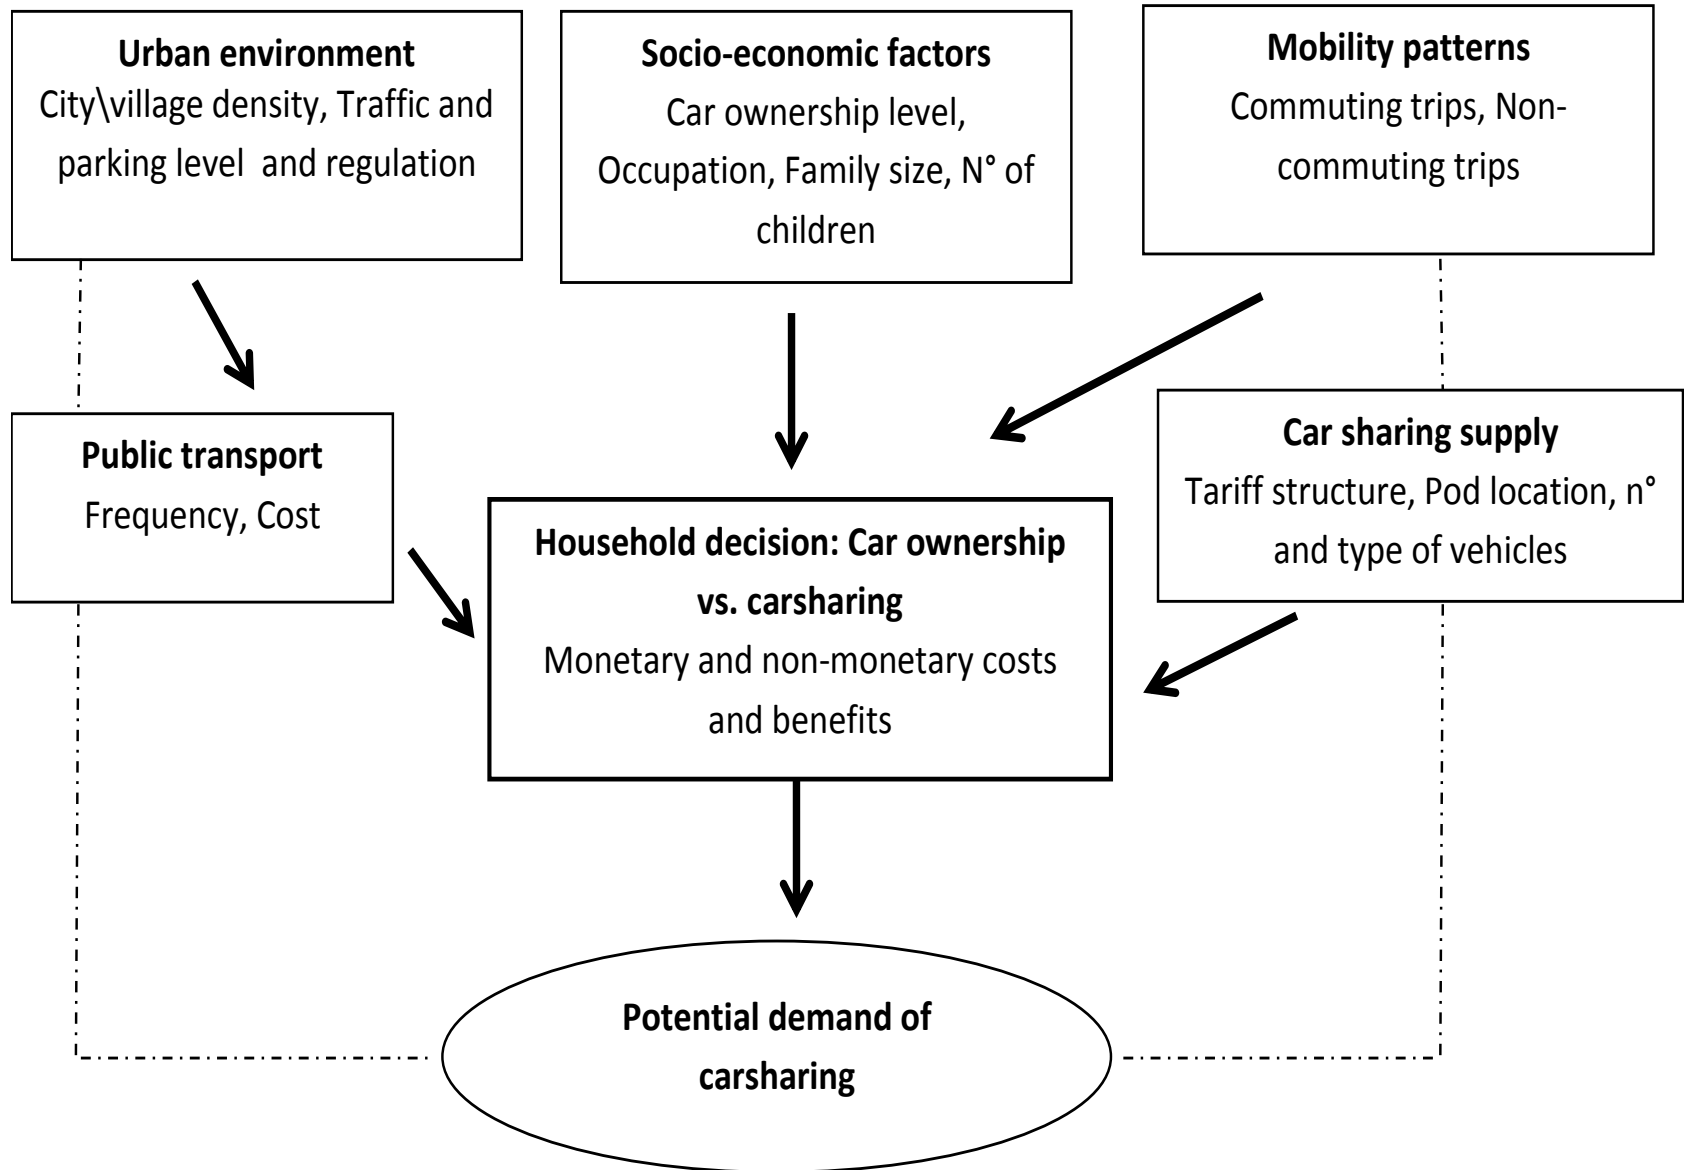 Urban environment
City\village density, Traffic and
parking level  and regulation
Socio-economic factors
Car ownership level,
Occupation, Family size, N° of
children
Mobility patterns
Commuting trips, Non-
commuting trips
Public transport
Frequency, Cost
Car sharing supply
Tariff structure, Pod location, n°
and type of vehicles
Household decision: Car ownership
vs. carsharing
Monetary and non-monetary costs
and benefits
Potential demand of
carsharing